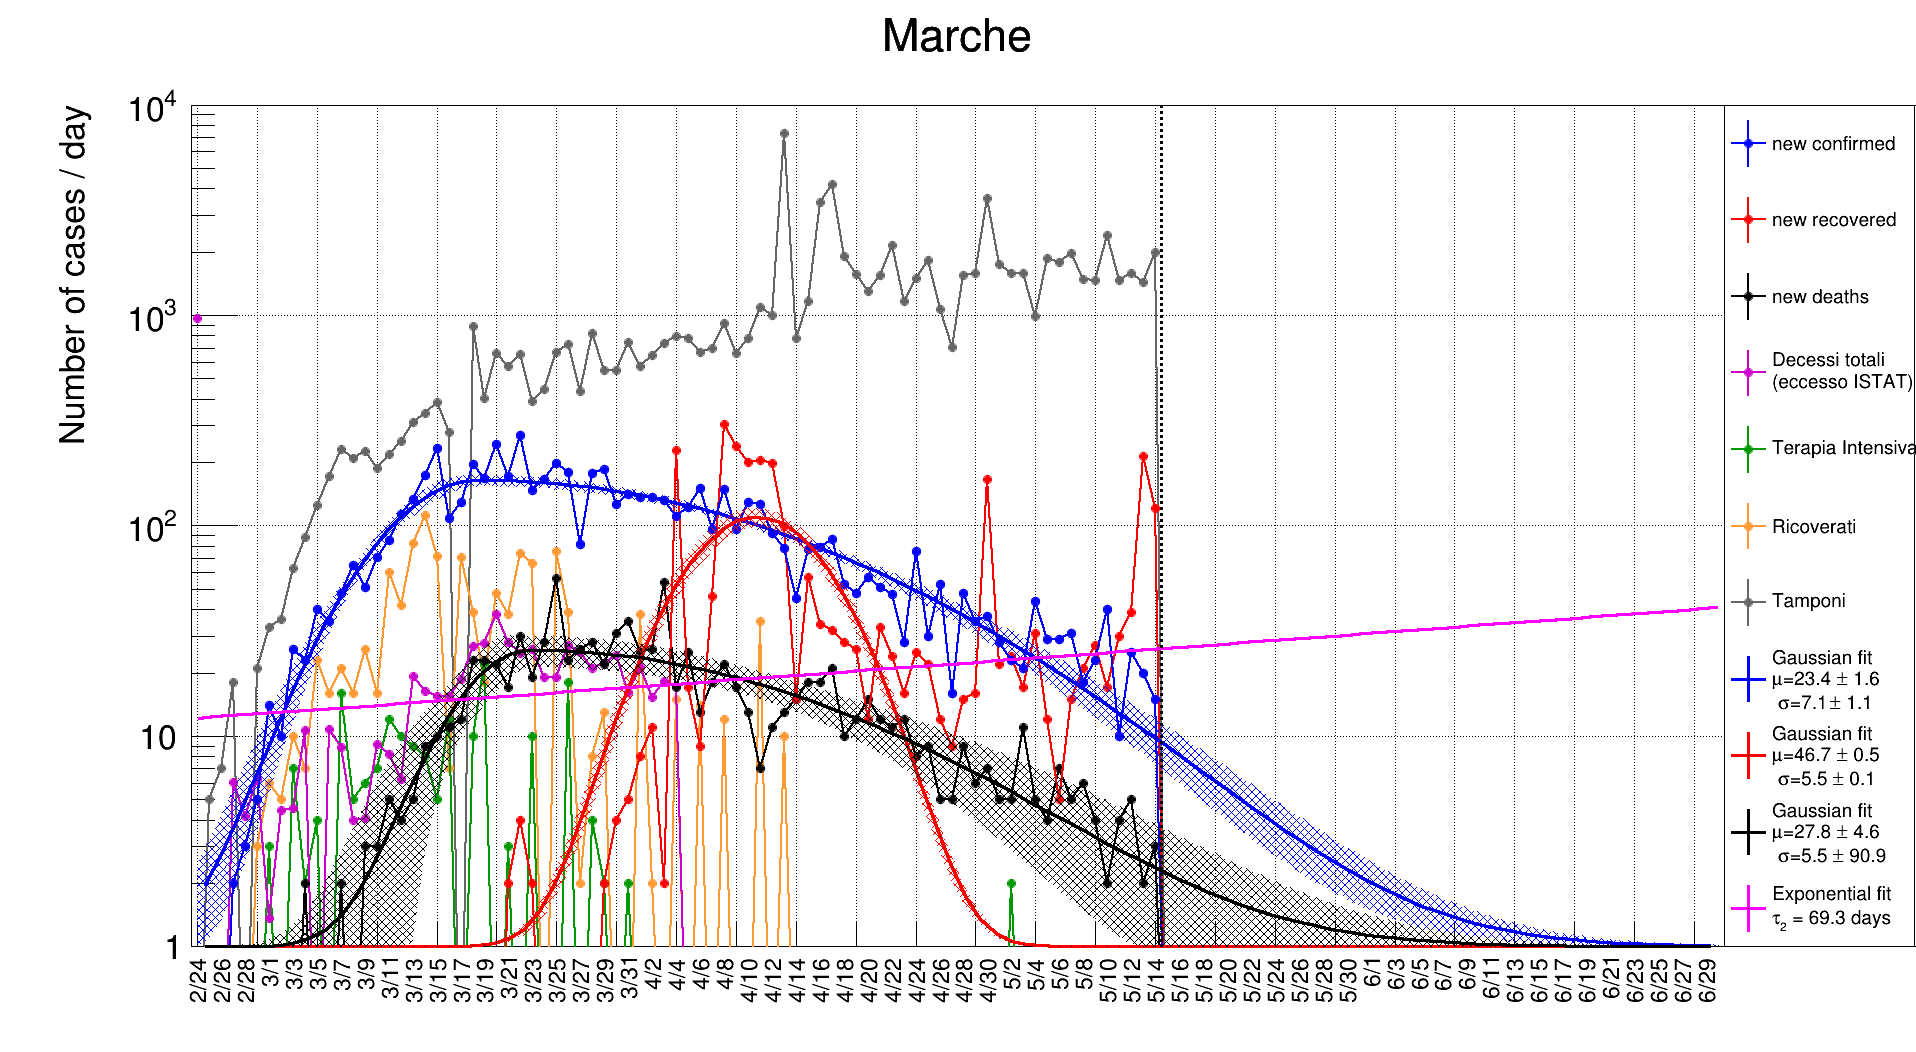 Marche
Number of cases / day
10^4
10^3
10^2
10
1
2/24 2/26 2/28 3/1 3/3 3/5 3/7 3/9 3/11 3/13 3/15 3/17 3/19 3/21 3/23 3/25 3/27 3/29 3/31 4/2 4/4 4/6 4/8 4/10 4/12 4/14 4/16 4/18 4/20 4/22 4/24 4/26 4/28 4/30 5/2 5/4 5/6 5/8 5/10 5/12 5/14 5/16 5/18 5/20 5/22 5/24 5/26 5/28 5/30 6/1 6/3 6/5 6/7 6/9 6/11 6/13 6/15 6/17 6/19 6/21 6/23 6/25 6/27 6/29
new confirmed
new recovered
new deaths
Decessi totali
(eccesso ISTAT)
Terapia Intensiva
Ricoverati
Tamponi
Gaussian fit
μ=23.4 ± 1.6
σ=7.1 ± 1.1
Gaussian fit
μ=46.7 ± 0.5
σ=5.5 ± 0.1
Gaussian fit
μ=27.8 ± 4.6
σ=5.5 ± 90.9
Exponential fit
τ₂ = 69.3 days